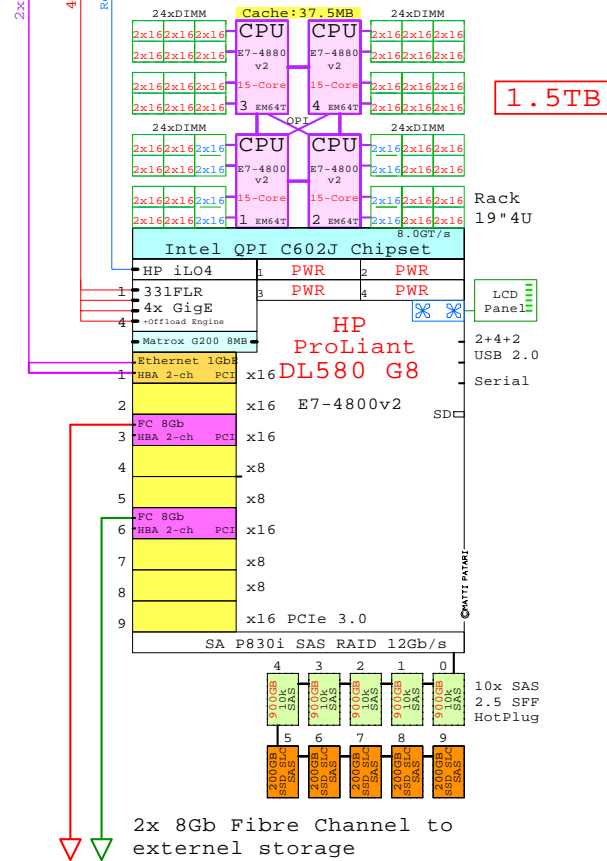 2x
4
Re
24xDIMM
Cache:37.5MB
24xDIMM
2x16 2x16 2x16
CPU
CPU
2x16 2x16 2x16
2x16 2x16 2x16
E7-4880
v2
E7-4880
v2
2x16 2x16 2x16
2x16 2x16 2x16
15-Core
15-Core
2x16 2x16 2x16
2x16 2x16 2x16
3 EM64T
4 EM64T
2x16 2x16 2x16
1.5TB
24xDIMM
QPI
24xDIMM
2x16 2x16 2x16
CPU
CPU
2x16 2x16 2x16
2x16 2x16 2x16
E7-4800
v2
E7-4800
v2
2x16 2x16 2x16
2x16 2x16 2x16
15-Core
15-Core
2x16 2x16 2x16
2x16 2x16 2x16
1 EM64T
2 EM64T
2x16 2x16 2x16
Rack
19"4U
8.0GT/s
Intel QPI C602J Chipset
HP iLO4
1 PWR
2 PWR
3 PWR
4 PWR
1 331FLR
4x GigE
4 +Offload Engine
LCD
Panel
Matrox G200 8MB
HP
ProLiant
DL580 G8
E7-4800v2
2+4+2
USB 2.0
Serial
SD
Ethernet 1GbE
1 HBA 2-ch PCI x16
2 x16
FC 8Gb
3 HBA 2-ch PCI x16
4 x8
5 x8
FC 8Gb
6 HBA 2-ch PCI x16
7 x8
8 x8
9 x16 PCIe 3.0
©MATTI PATARI
SA P830i SAS RAID 12Gb/s
4 3 2 1 0
900GB
10k
SAS
900GB
10k
SAS
900GB
10k
SAS
900GB
10k
SAS
900GB
10k
SAS
10x SAS
2.5 SFF
HotPlug
5 6 7 8 9
200GB
SSD SLC
SAS
200GB
SSD SLC
SAS
200GB
SSD SLC
SAS
200GB
SSD SLC
SAS
200GB
SSD SLC
SAS
2x 8Gb Fibre Channel to
external storage